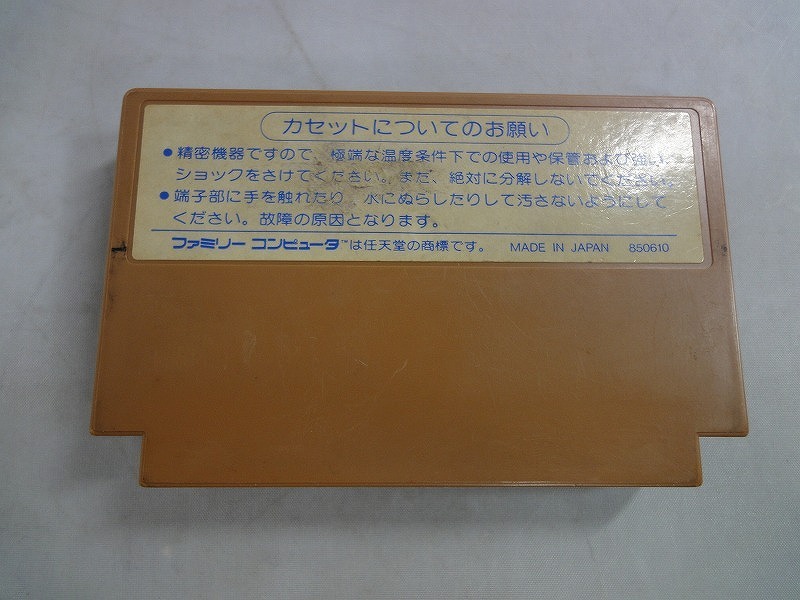 カセットについてのお願い
●精密機器ですので、極端な温度条件下での使用や保管および強い
ショックをさけてください。また、絶対に分解しないでください。
●端子部に手を触れたり、水にぬらしたりして汚さないようにして
ください。故障の原因となります。
ファミリー コンピュータ™は任天堂の商標です。 MADE IN JAPAN 850610